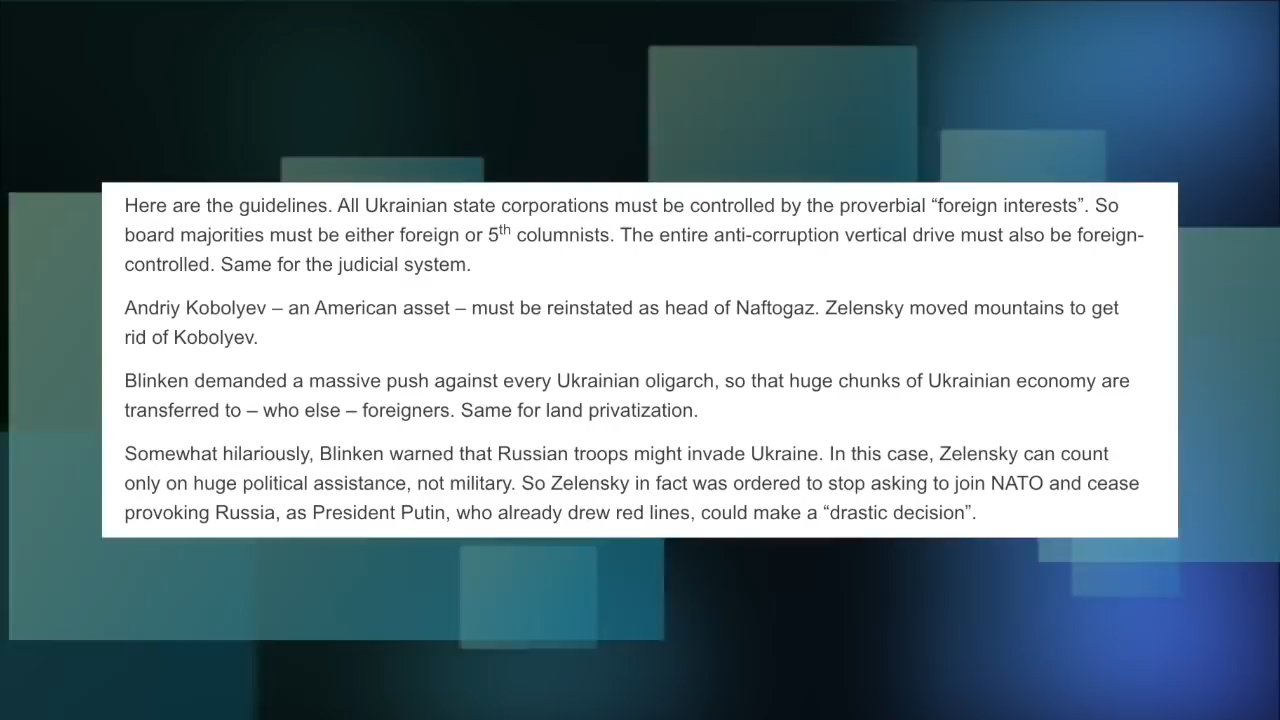 Here are the guidelines. All Ukrainian state corporations must be controlled by the proverbial “foreign interests”. So
board majorities must be either foreign or 5th columnists. The entire anti-corruption vertical drive must also be foreign-
controlled. Same for the judicial system.
Andriy Kobolyev – an American asset – must be reinstated as head of Naftogaz. Zelensky moved mountains to get
rid of Kobolyev.
Blinken demanded a massive push against every Ukrainian oligarch, so that huge chunks of Ukrainian economy are
transferred to – who else – foreigners. Same for land privatization.
Somewhat hilariously, Blinken warned that Russian troops might invade Ukraine. In this case, Zelensky can count
only on huge political assistance, not military. So Zelensky in fact was ordered to stop asking to join NATO and cease
provoking Russia, as President Putin, who already drew red lines, could make a “drastic decision”.